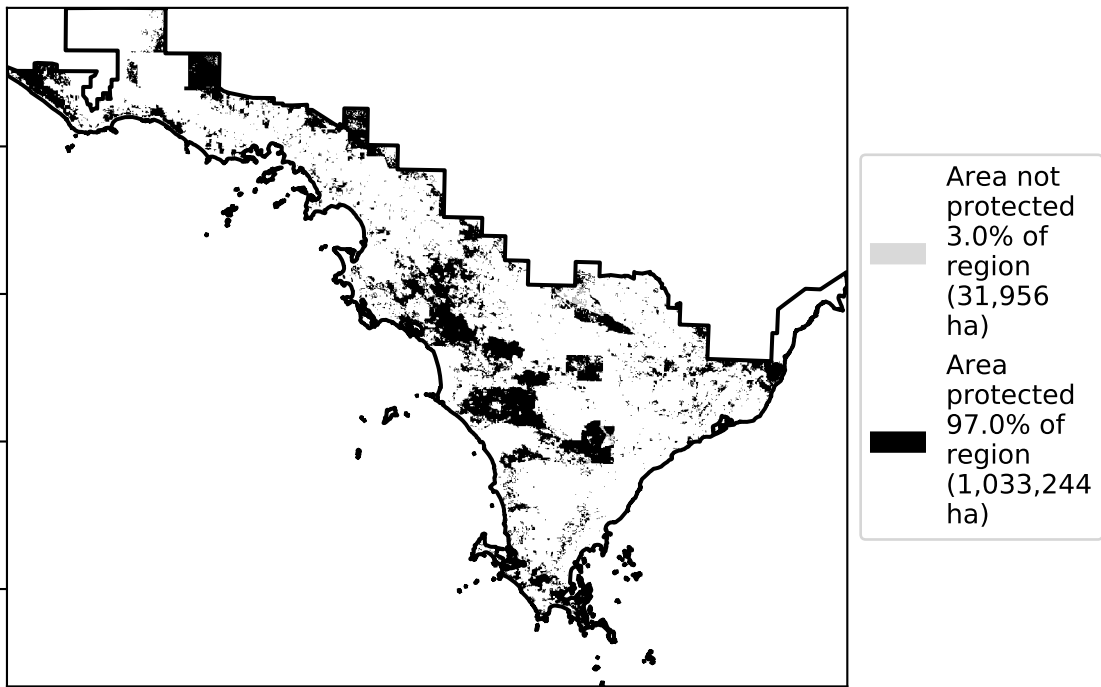 Area not
protected
3.0% of
region
(31,956
ha)
Area
protected
97.0% of
region
(1,033,244
ha)